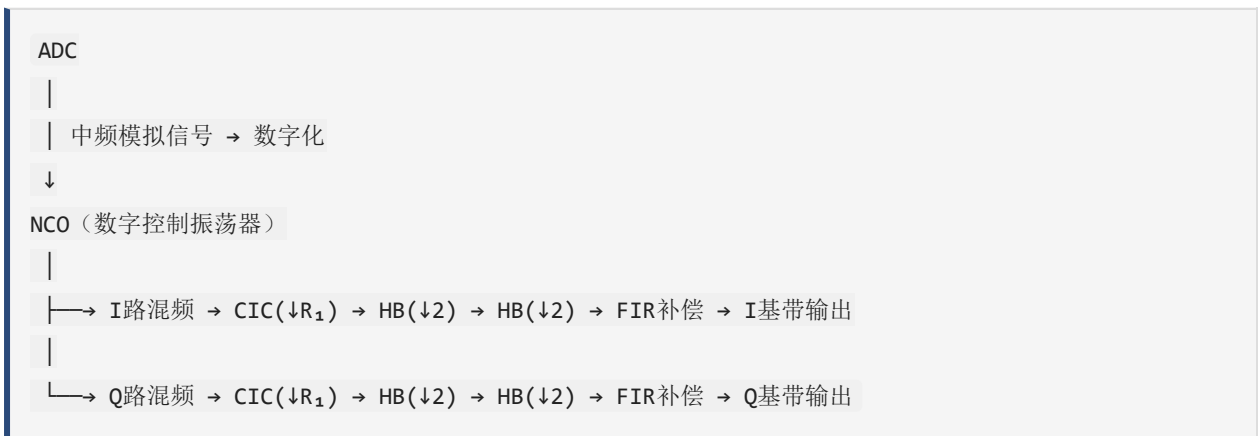 ADC
│
│ 中频模拟信号 → 数字化
↓
NCO（数字控制振荡器）
│
├─→ I路混频 → CIC(↓R₁) → HB(↓2) → HB(↓2) → FIR补偿 → I基带输出
│
└─→ Q路混频 → CIC(↓R₁) → HB(↓2) → HB(↓2) → FIR补偿 → Q基带输出